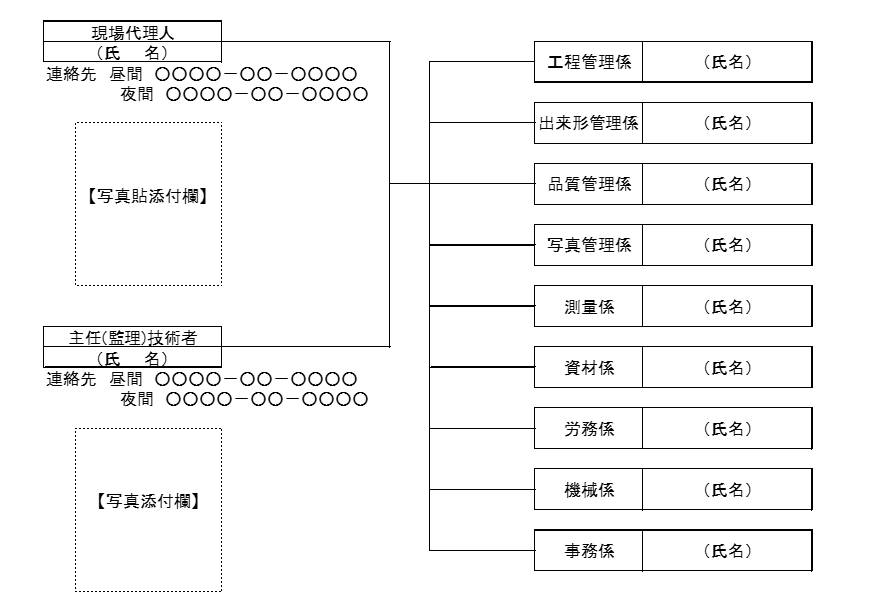 現場代理人
（氏　名）
連絡先 昼間 〇〇〇〇－〇〇－〇〇〇〇
夜間 〇〇〇〇－〇〇－〇〇〇〇
【写真貼添付欄】
主任(監理)技術者
（氏　名）
連絡先 昼間 〇〇〇〇－〇〇－〇〇〇〇
夜間 〇〇〇〇－〇〇－〇〇〇〇
【写真添付欄】
工程管理係 （氏名）
出来形管理係 （氏名）
品質管理係 （氏名）
写真管理係 （氏名）
測量係 （氏名）
資材係 （氏名）
労務係 （氏名）
機械係 （氏名）
事務係 （氏名）